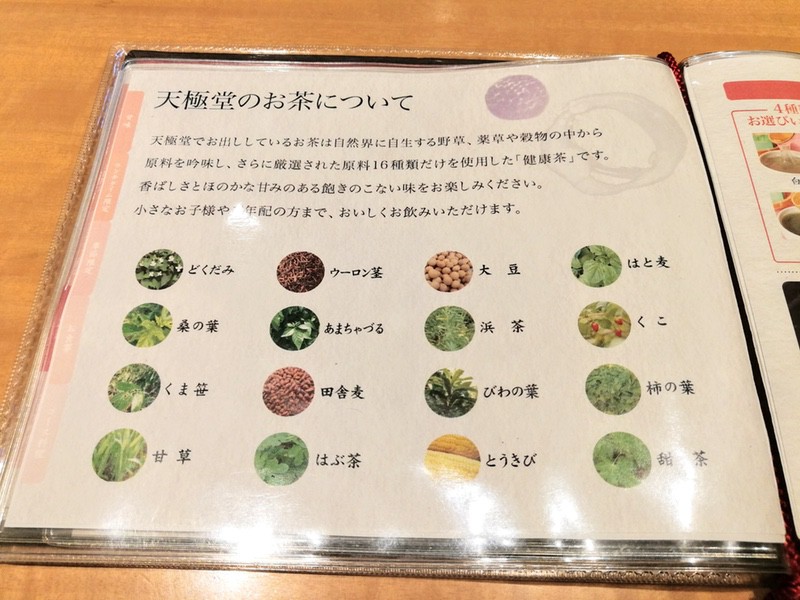 天極堂のお茶について
天極堂でお出ししているお茶は自然界に自生する野草、薬草や穀物の中から
原料を吟味し、さらに厳選された原料16種類だけを使用した「健康茶」です。
香ばしさとほのかな甘みのある飽きのこない味をお楽しみください。
小さなお子様や 年配の方まで、おいしくお飲みいただけます。
どくだみ
ウーロン茎
大豆
はと麦
桑の葉
あまちゃづる
浜茶
くこ
くま笹
田舎麦
びわの葉
柿の葉
甘草
はぶ茶
とうきび
甜茶
4種
お選びい